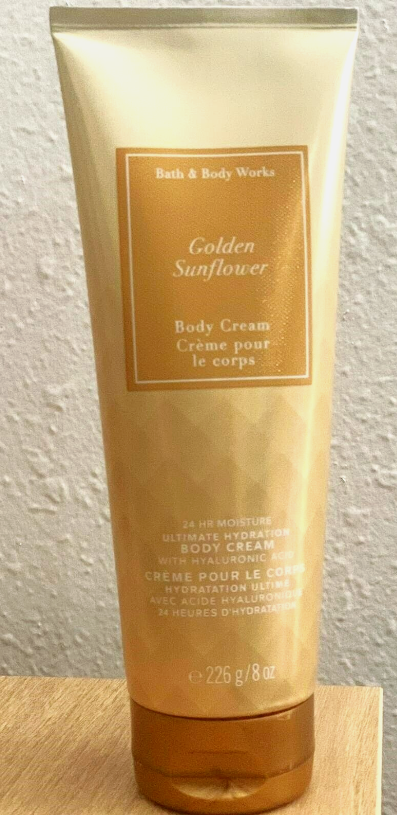 Bath & Body Works
Golden
Sunflower
Body Cream
Crème pour
le corps
24 HR MOISTURE
ULTIMATE HYDRATION
BODY CREAM
WITH HYALURONIC ACID
CRÈME POUR LE CORPS
HYDRATATION ULTIME
AVEC ACIDE HYALURONIQUE
24 HEURES D'HYDRATATION
℮ 226 g/8 oz